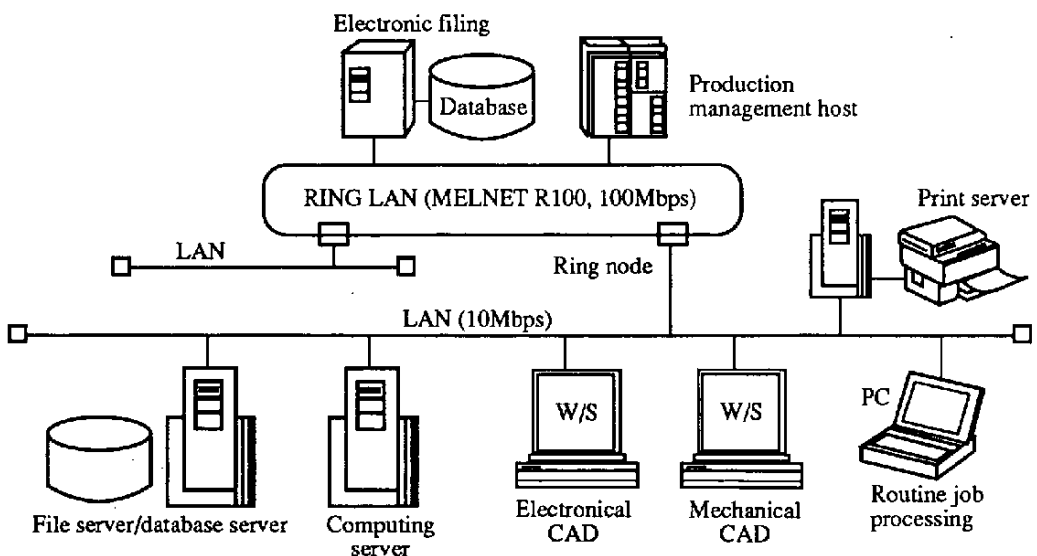 Electronic filing
Database
Production
management host
RING LAN (MELNET R100, 100Mbps)
Print server
LAN
Ring node
LAN (10Mbps)
W/S
W/S
PC
File server/database server
Computing
server
Electronical
CAD
Mechanical
CAD
Routine job
processing